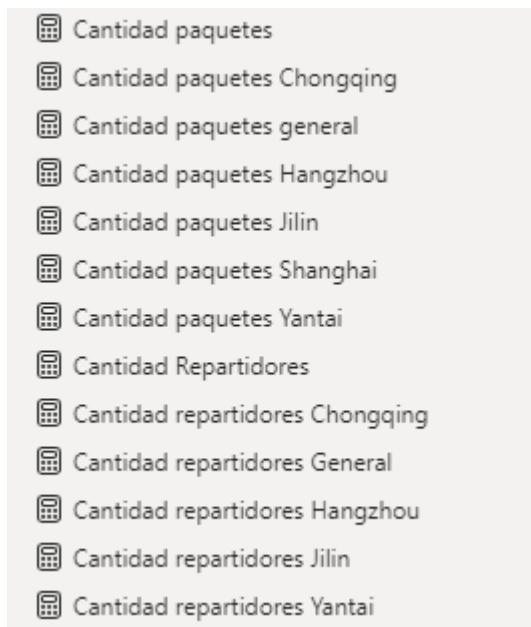 Cantidad paquetes
Cantidad paquetes Chongqing
Cantidad paquetes general
Cantidad paquetes Hangzhou
Cantidad paquetes Jilin
Cantidad paquetes Shanghai
Cantidad paquetes Yantai
Cantidad Repartidores
Cantidad repartidores Chongqing
Cantidad repartidores General
Cantidad repartidores Hangzhou
Cantidad repartidores Jilin
Cantidad repartidores Yantai